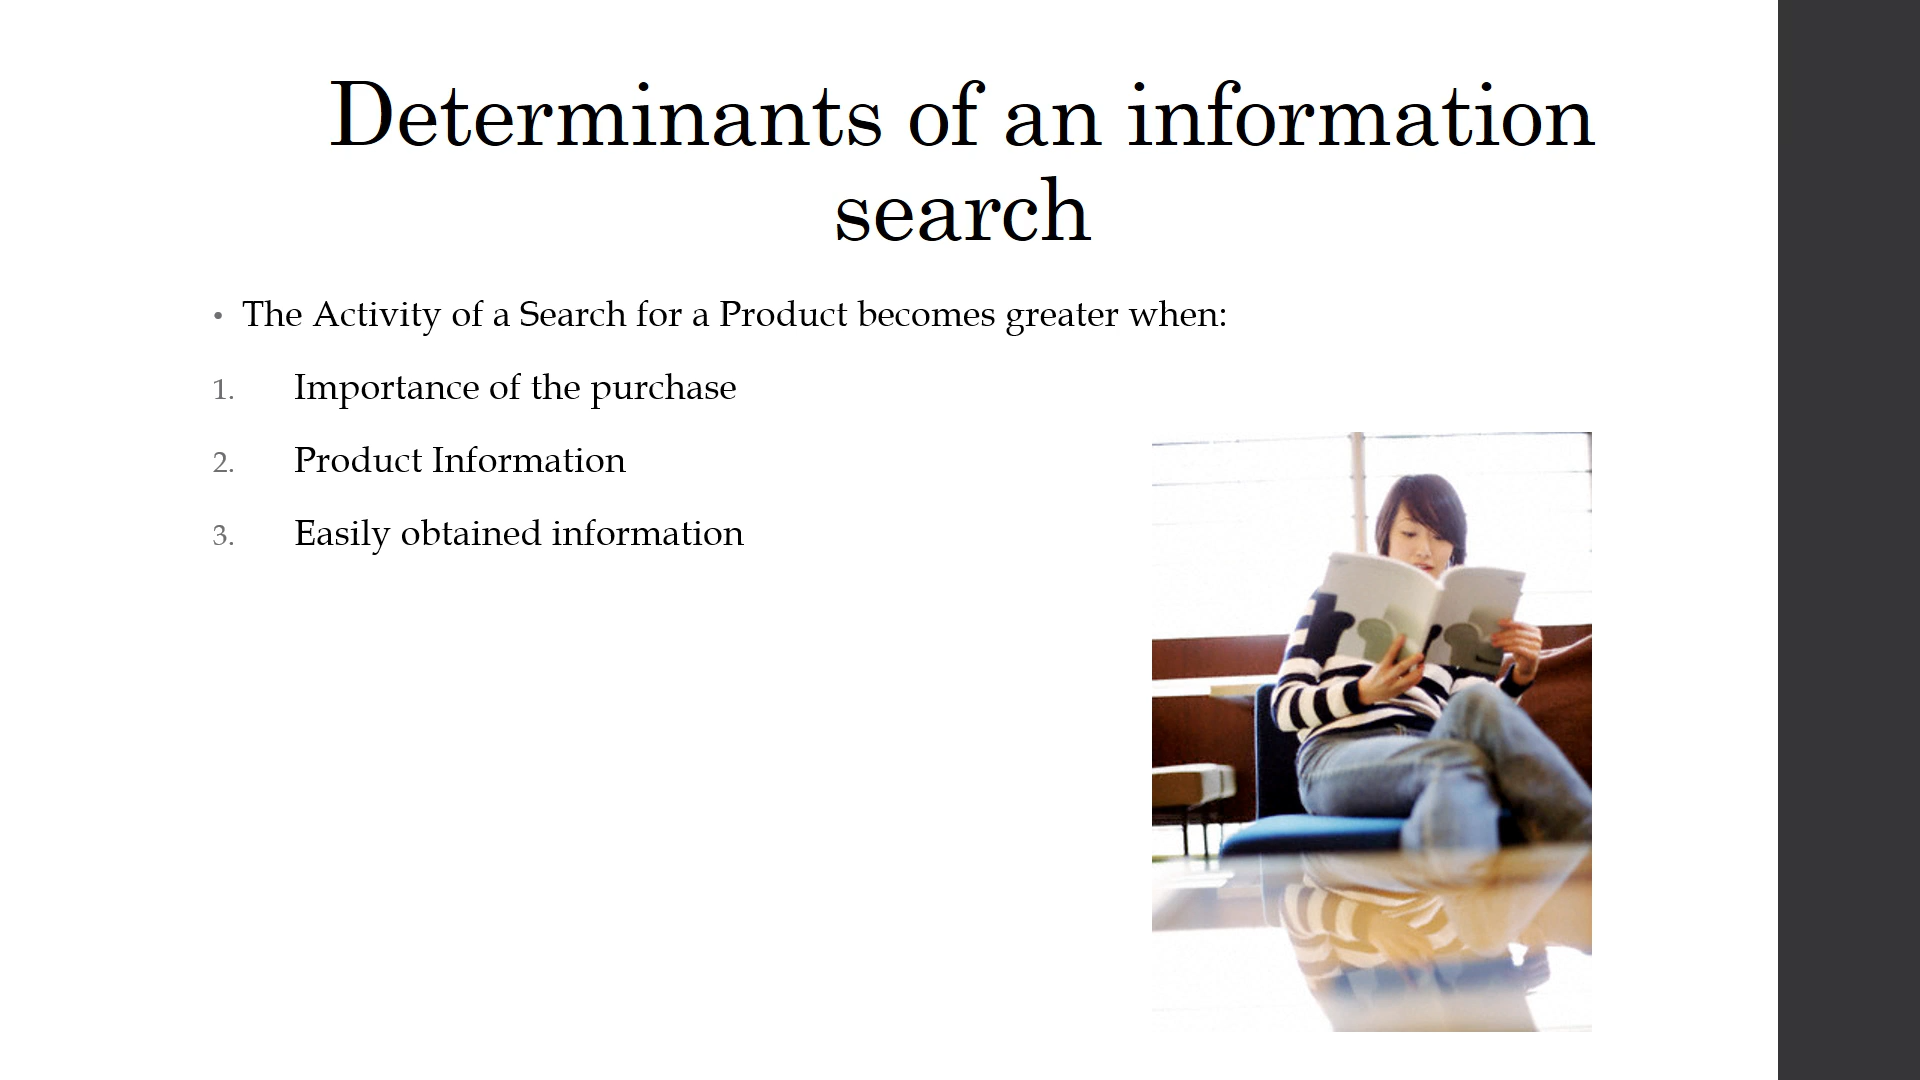 Determinants of an information
search
• The Activity of a Search for a Product becomes greater when:
1. Importance of the purchase
2. Product Information
3. Easily obtained information